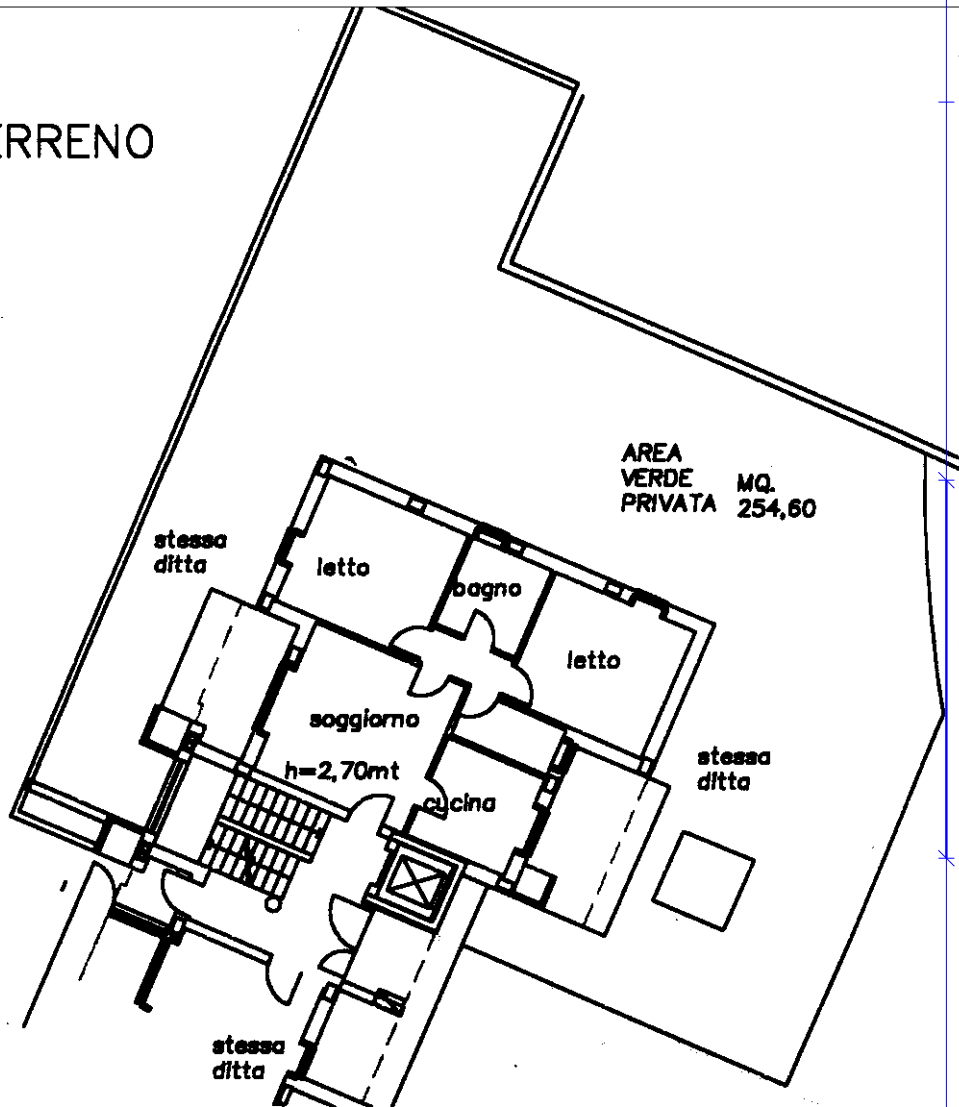 ERRENO
AREA
VERDE MQ.
PRIVATA 254,60
stessa
ditta
letto
bagno
letto
soggiorno
h=2,70mt
cucina
stessa
ditta
stessa
ditta